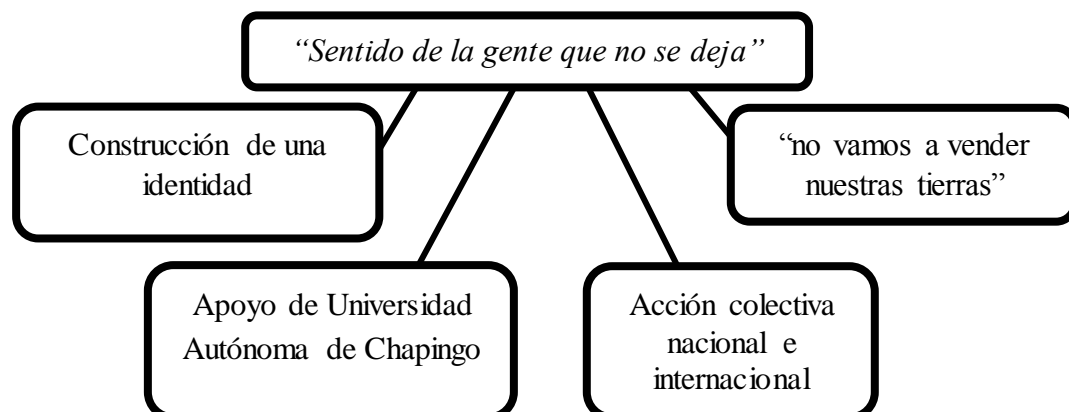 “Sentido de la gente que no se deja”
Construcción de una
identidad
“no vamos a vender
nuestras tierras”
Apoyo de Universidad
Autónoma de Chapingo
Acción colectiva
nacional e
internacional